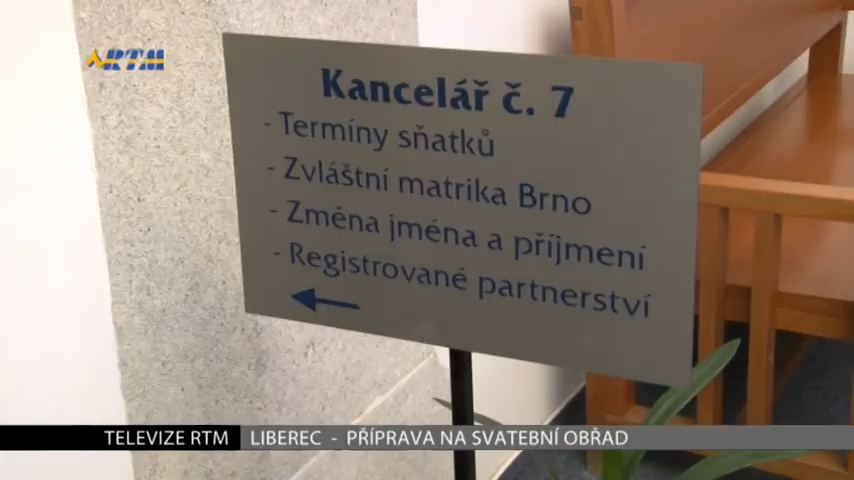 RTM
Kancelář č. 7
- Termíny sňatků
- Zvláštní matrika Brno
- Změna jména a příjmení
- Registrované partnerství
TELEVIZE RTM LIBEREC - PŘÍPRAVA NA SVATEBNÍ OBŘAD